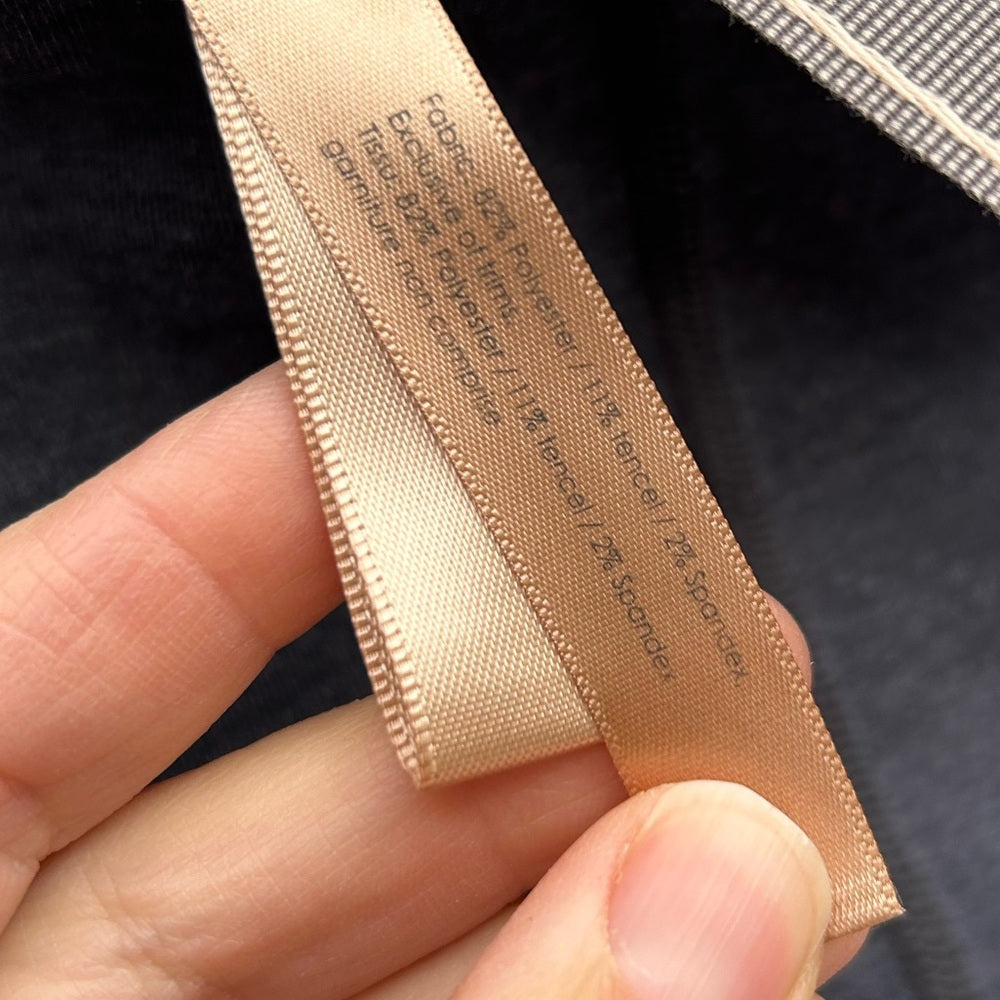 Fabric: 82% Polyester / 11% Tencel / 2% Spandex
Exclusive of trims.
Tissu: 82% Polyester / 11% Tencel / 2% Spandex
garniture non comprise